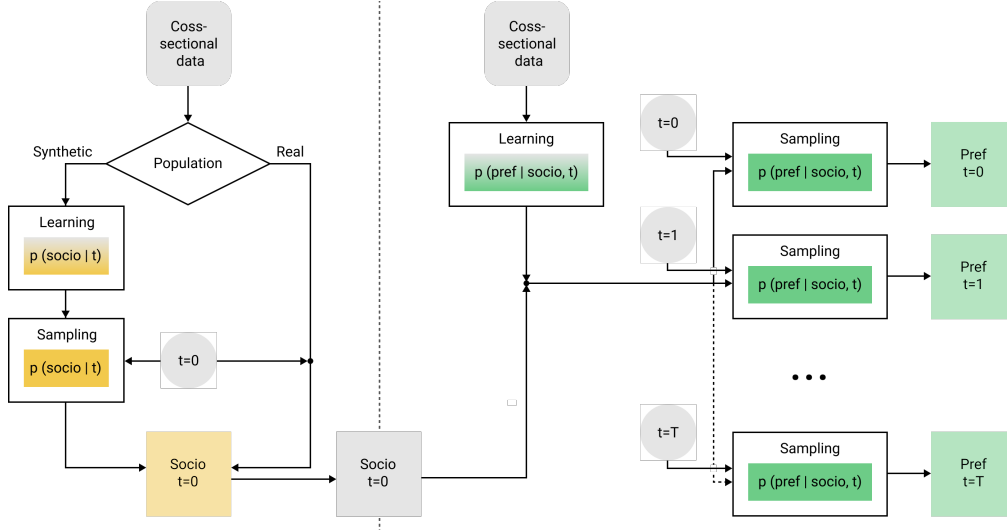 Coss-
sectional
data
Synthetic
Population
Real
Learning
p (socio | t)
Sampling
p (socio | t)
t=0
Socio
t=0
Socio
t=0
Coss-
sectional
data
Learning
p (pref | socio, t)
t=0
Sampling
p (pref | socio, t)
Pref
t=0
t=1
Sampling
p (pref | socio, t)
Pref
t=1
t=T
Sampling
p (pref | socio, t)
Pref
t=T